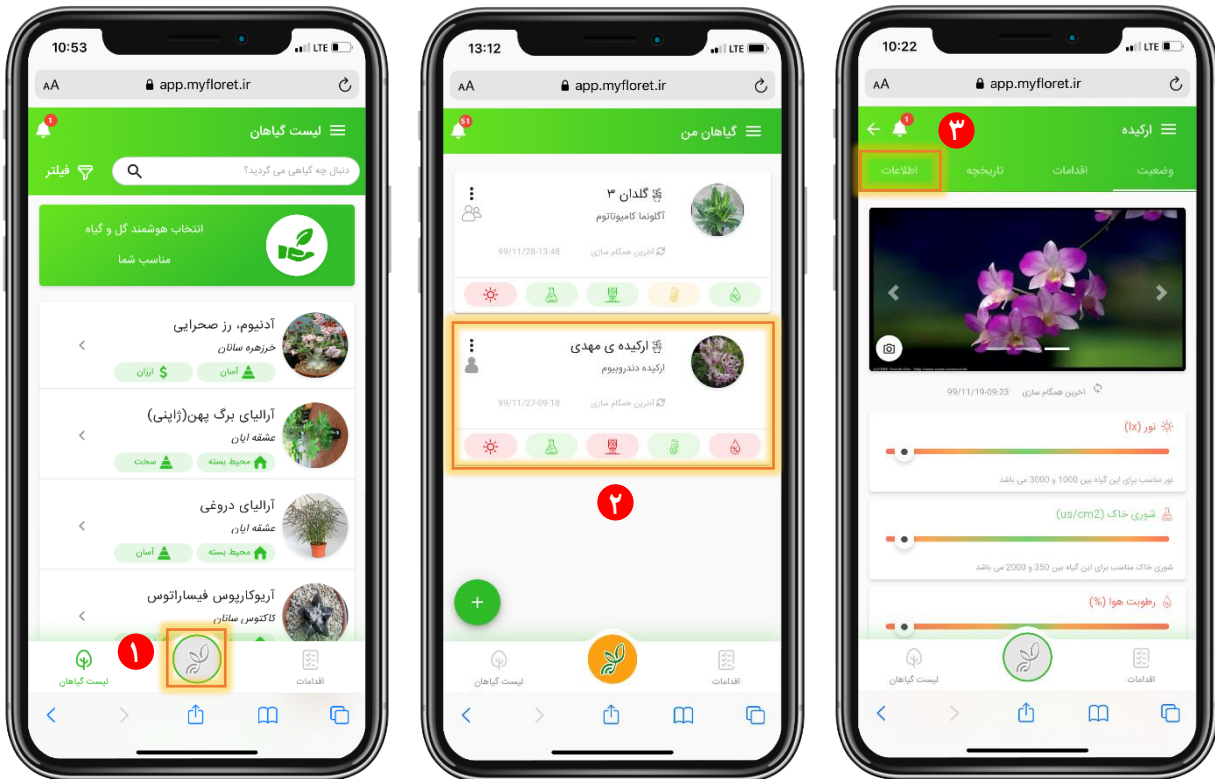 10:53
LTE
AA
app.myfloret.ir
1
لیست گیاهان
دنبال چه گیاهی می گردید؟
فیلتر
انتخاب هوشمند گل و گیاه
مناسب شما
آدنیوم، رز صحرایی
خرزهره سانان
آسان
ارزان
آرالیای برگ پهن(ژاپنی)
عشقه ایان
محیط بسته
سخت
آرالیای دروغی
عشقه ایان
محیط بسته
آسان
آریوکارپوس فیساراتوس
کاکتوس سانان
۱
اقدامات
لیست گیاهان
13:12
LTE
AA
app.myfloret.ir
51
گیاهان من
گلدان ۳
آگلونما کامیوتاتوم
آخرین همگام سازی
99/11/28-13:48
ارکیده ی مهدی
ارکیده دندروبیوم
آخرین همگام سازی
99/11/27-09:18
۲
+
اقدامات
لیست گیاهان
10:22
LTE
AA
app.myfloret.ir
1
ارکیده
۳
وضعیت
اقدامات
تاریخچه
اطلاعات
آخرین همگام سازی 99/11/19-09:23
نور (lx)
نور مناسب برای این گیاه بین 1000 و 3000 می باشد
شوری خاک (us/cm2)
شوری خاک مناسب برای این گیاه بین 350 و 2000 می باشد
رطوبت هوا (%)
اقدامات
لیست گیاهان